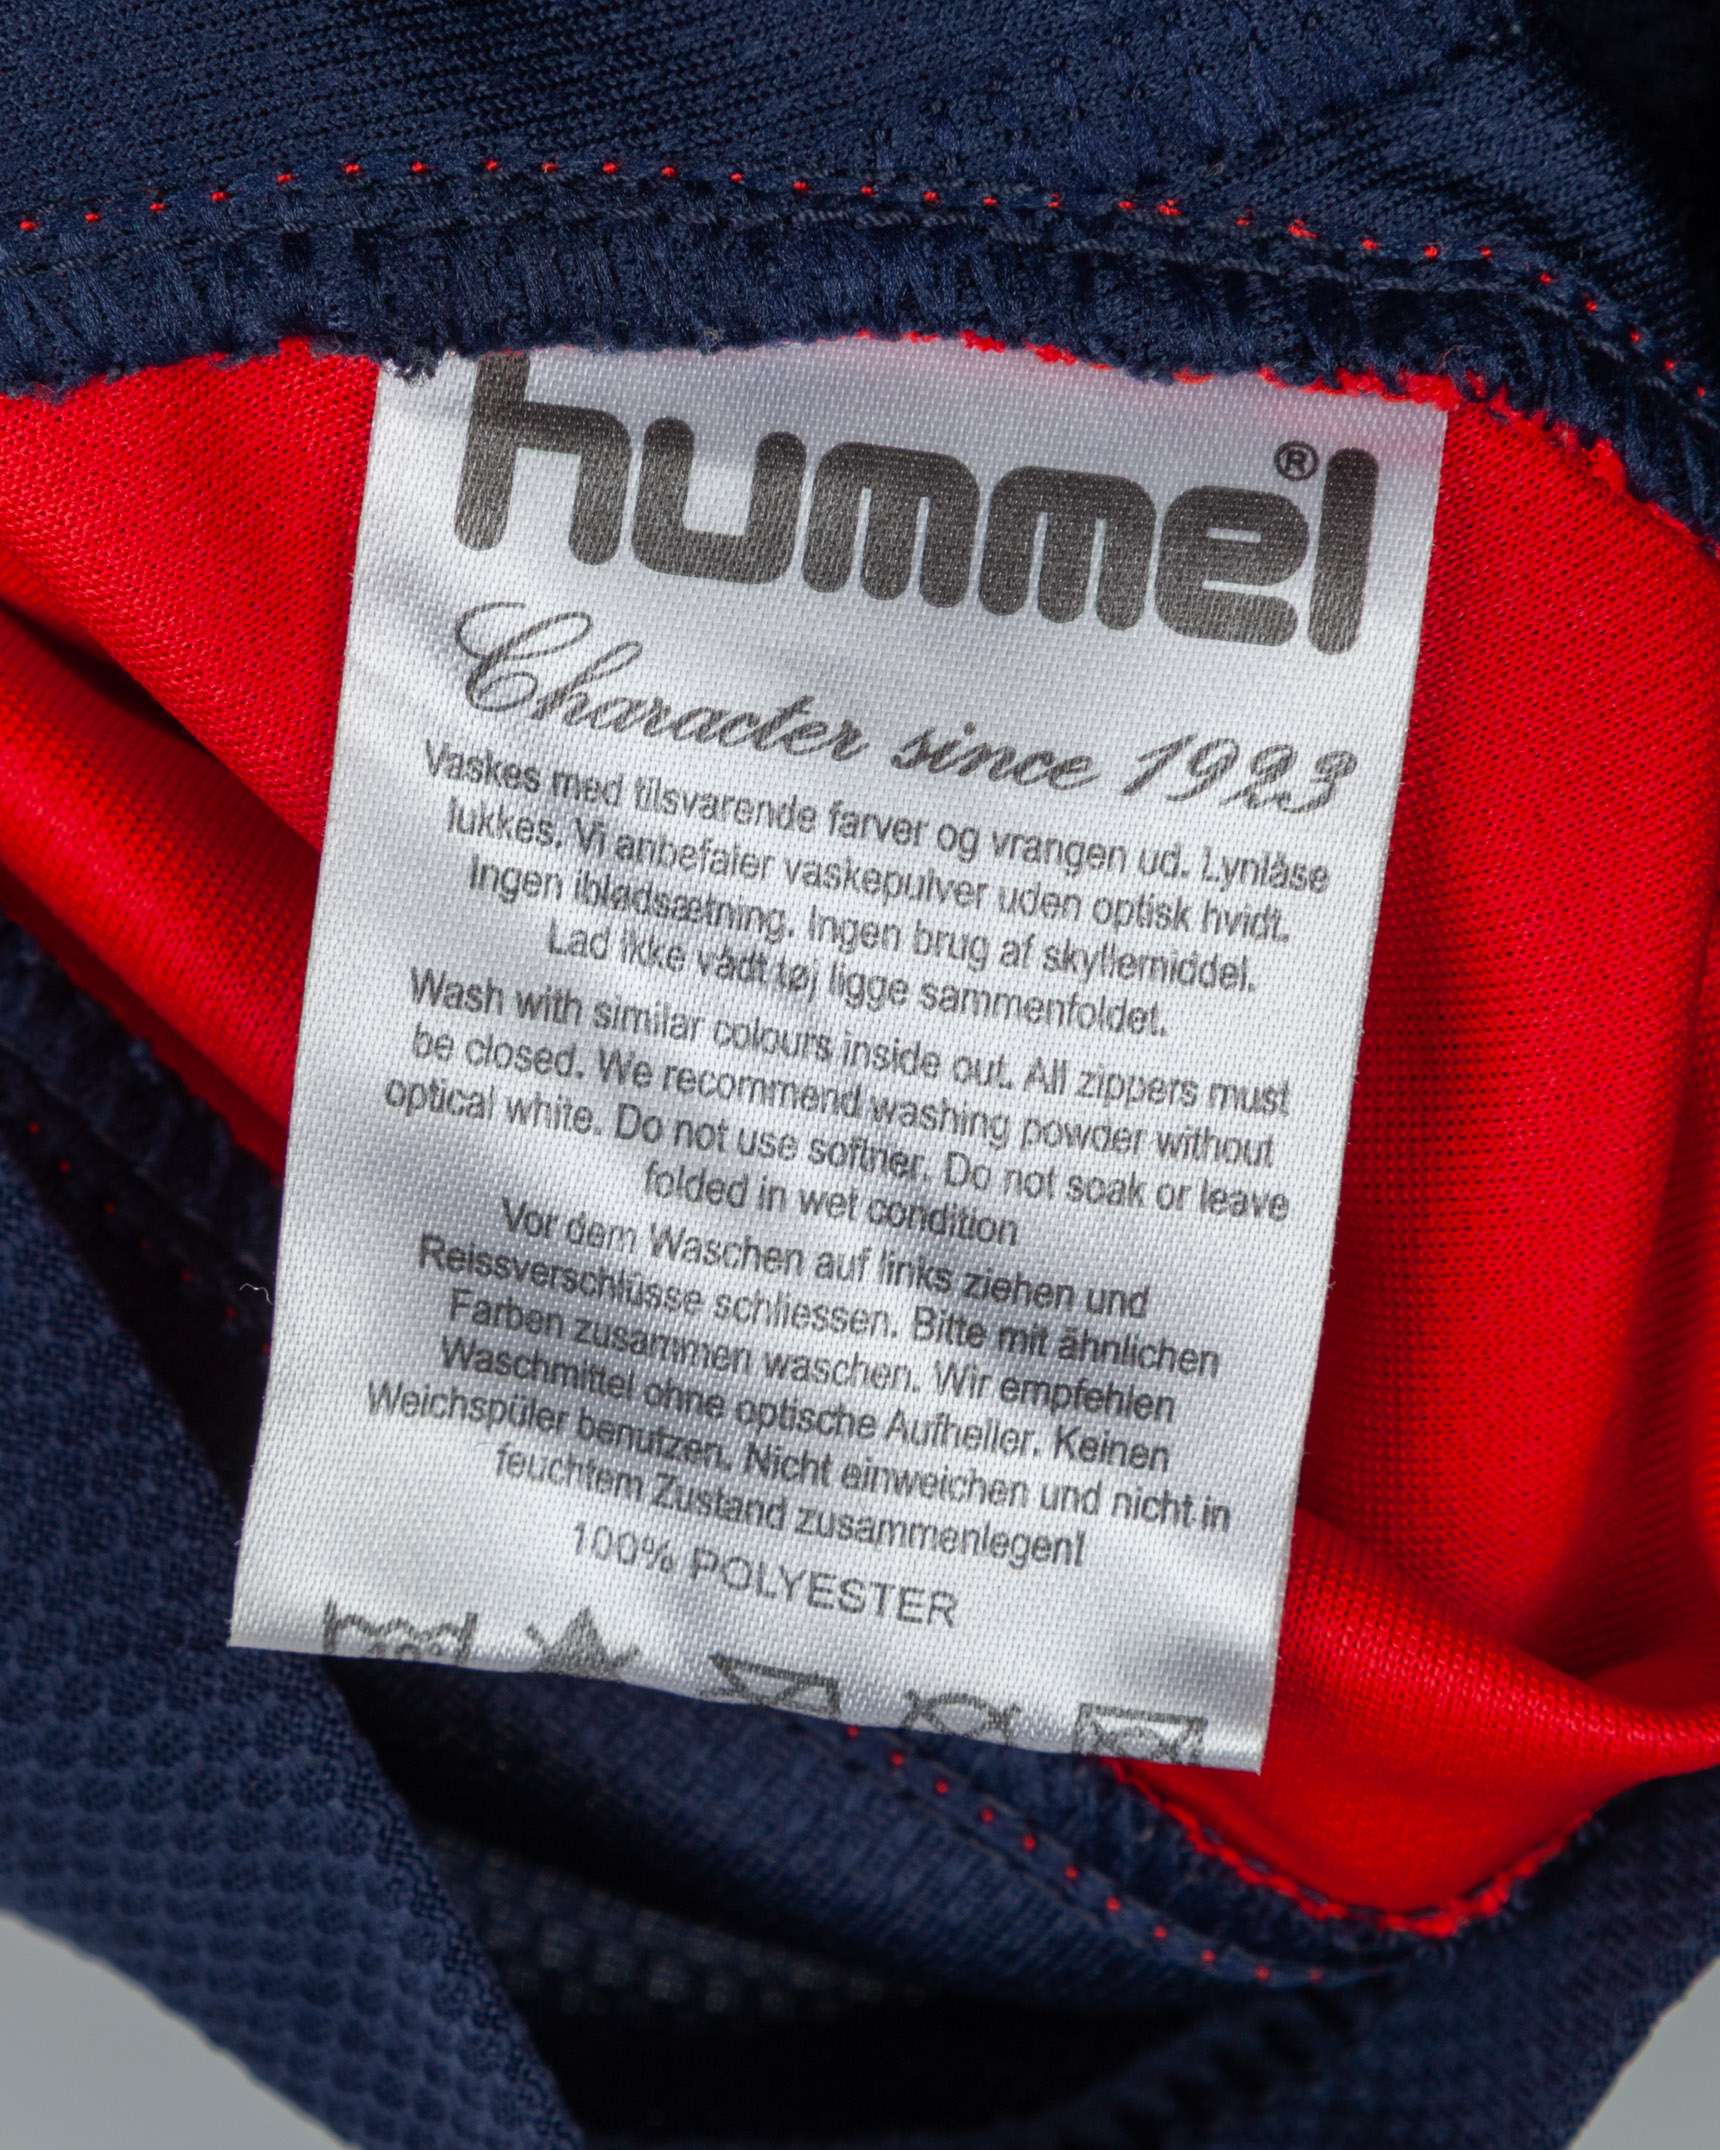 hummel®
Character since 1923
Vaskes med tilsvarende farver og vrangen ud. Lynlåse
lukkes. Vi anbefaler vaskepulver uden optisk hvidt.
Ingen iblødsætning. Ingen brug af skyllemiddel.
Lad ikke vådt tøj ligge sammenfoldet.
Wash with similar colours inside out. All zippers must
be closed. We recommend washing powder without
optical white. Do not use softner. Do not soak or leave
folded in wet condition
Vor dem Waschen auf links ziehen und
Reissverschlüsse schliessen. Bitte mit ähnlichen
Farben zusammen waschen. Wir empfehlen
Waschmittel ohne optische Aufheller. Keinen
Weichspüler benutzen. Nicht einweichen und nicht in
feuchtem Zustand zusammenlegen!
100% POLYESTER